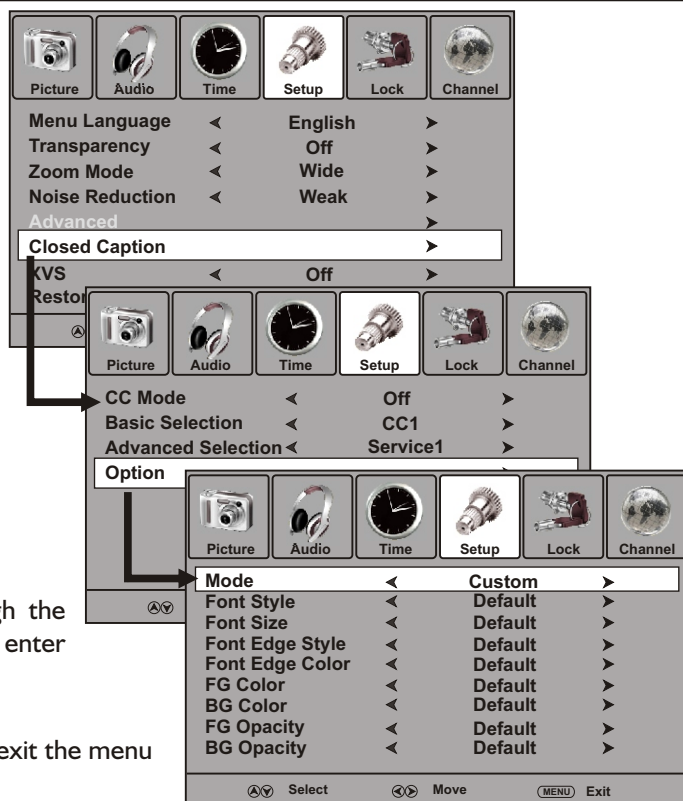 Picture Audio Time Setup Lock Channel
Menu Language English
Transparency Off
Zoom Mode Wide
Noise Reduction Weak
Advanced
Closed Caption
XVS Off
Picture Audio Time Setup Lock Channel
CC Mode Off
Basic Selection CC1
Advanced Selection Service1
Option
Picture Audio Time Setup Lock Channel
Mode Custom
Font Style Default
Font Size Default
Font Edge Style Default
Font Edge Color Default
FG Color Default
BG Color Default
FG Opacity Default
BG Opacity Default
Select Move MENU Exit
the
enter
exit the menu